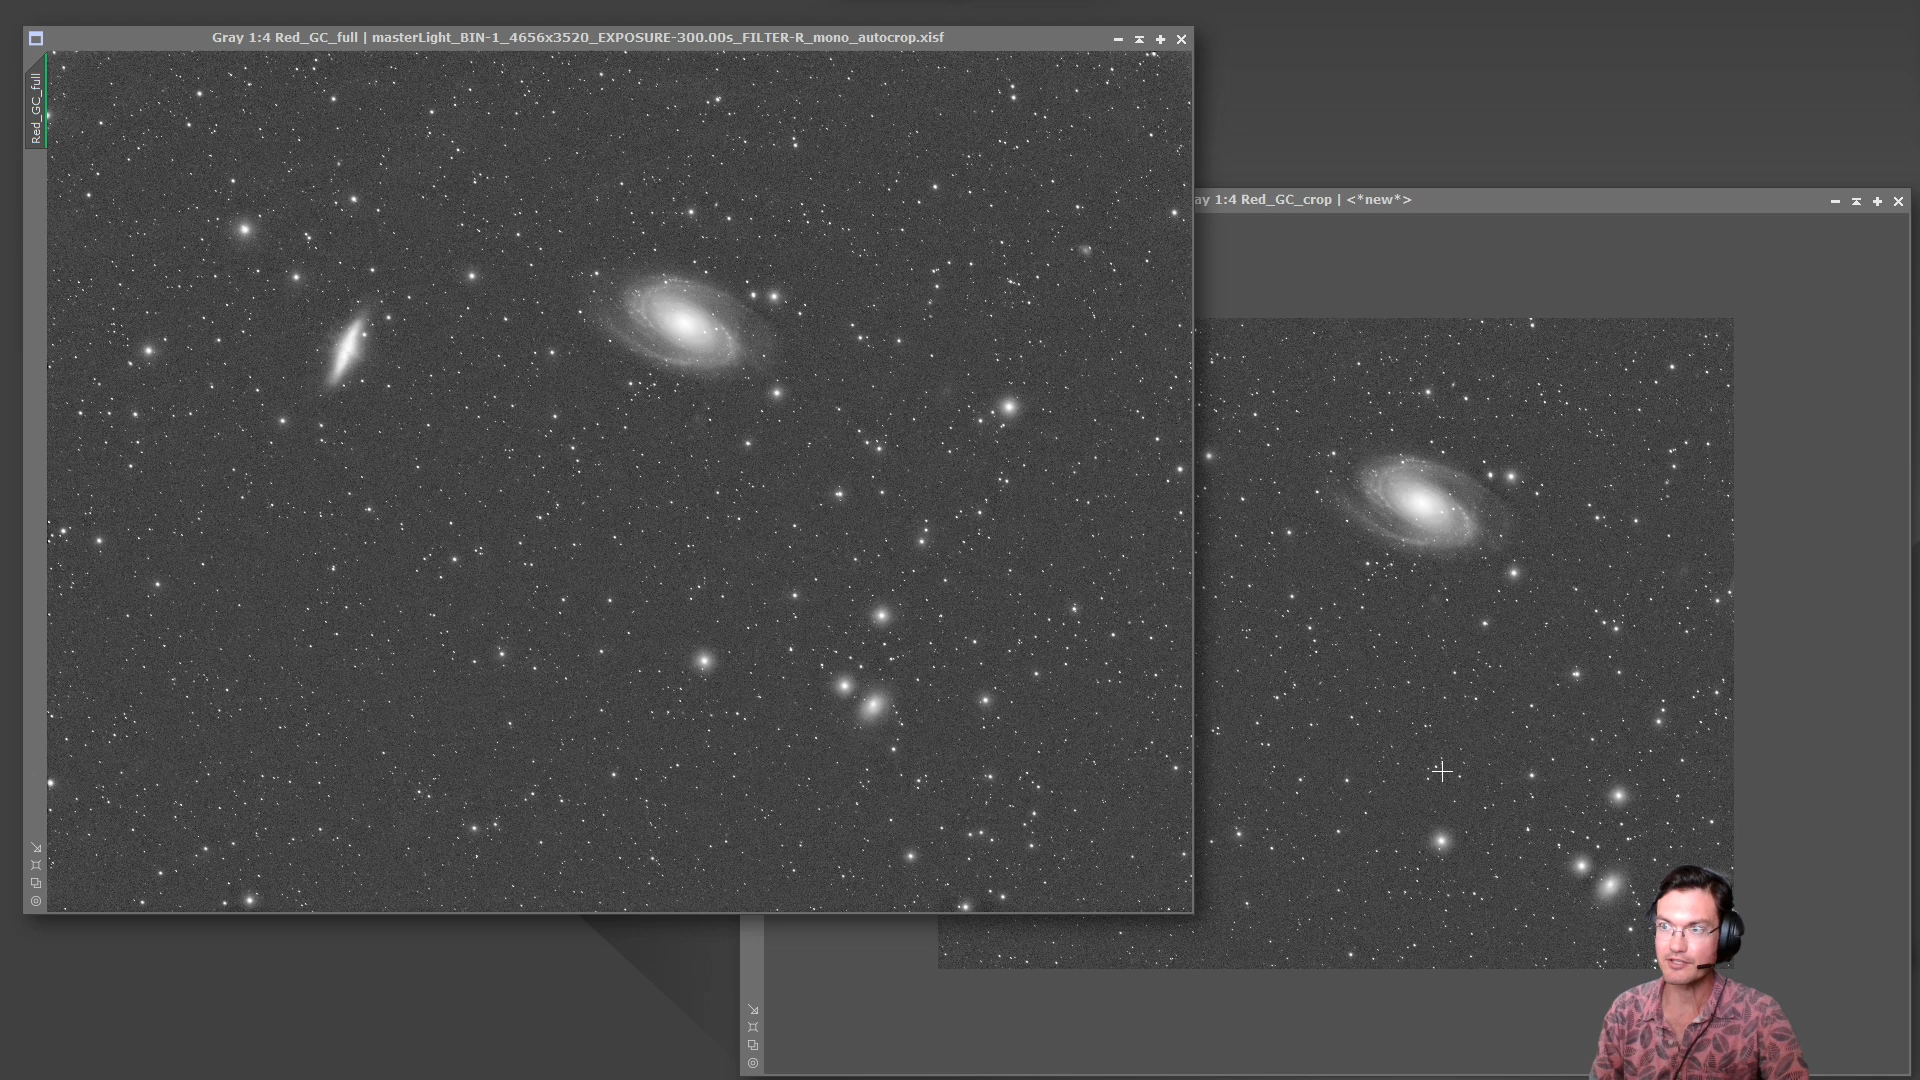 Gray 1:4 Red_GC_full | masterLight_BIN-1_4656x3520_EXPOSURE-300.00s_FILTER-R_mono_autocrop.xisf
Red_GC_full
ay 1:4 Red_GC_crop | <*new*>